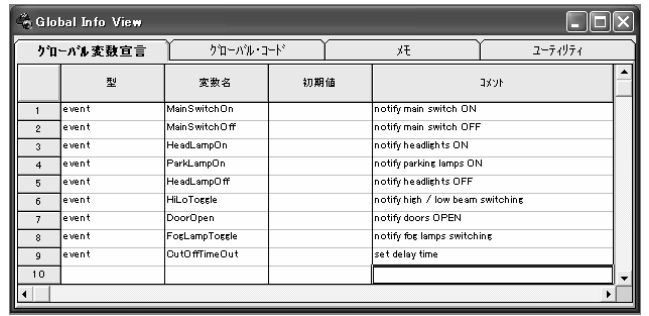 Global Info View
グローバル変数宣言 グローバル・コード メモ ユーティリティ
型 変数名 初期値 コメント
1 event MainSwitchOn notify main switch ON
2 event MainSwitchOff notify main switch OFF
3 event HeadLampOn notify headlights ON
4 event ParkLampOn notify parking lamps ON
5 event HeadLampOff notify headlights OFF
6 event HiLoToggle notify high / low beam switching
7 event DoorOpen notify doors OPEN
8 event FogLampToggle notify fog lamps switching
9 event CutOffTimeOut set delay time
10